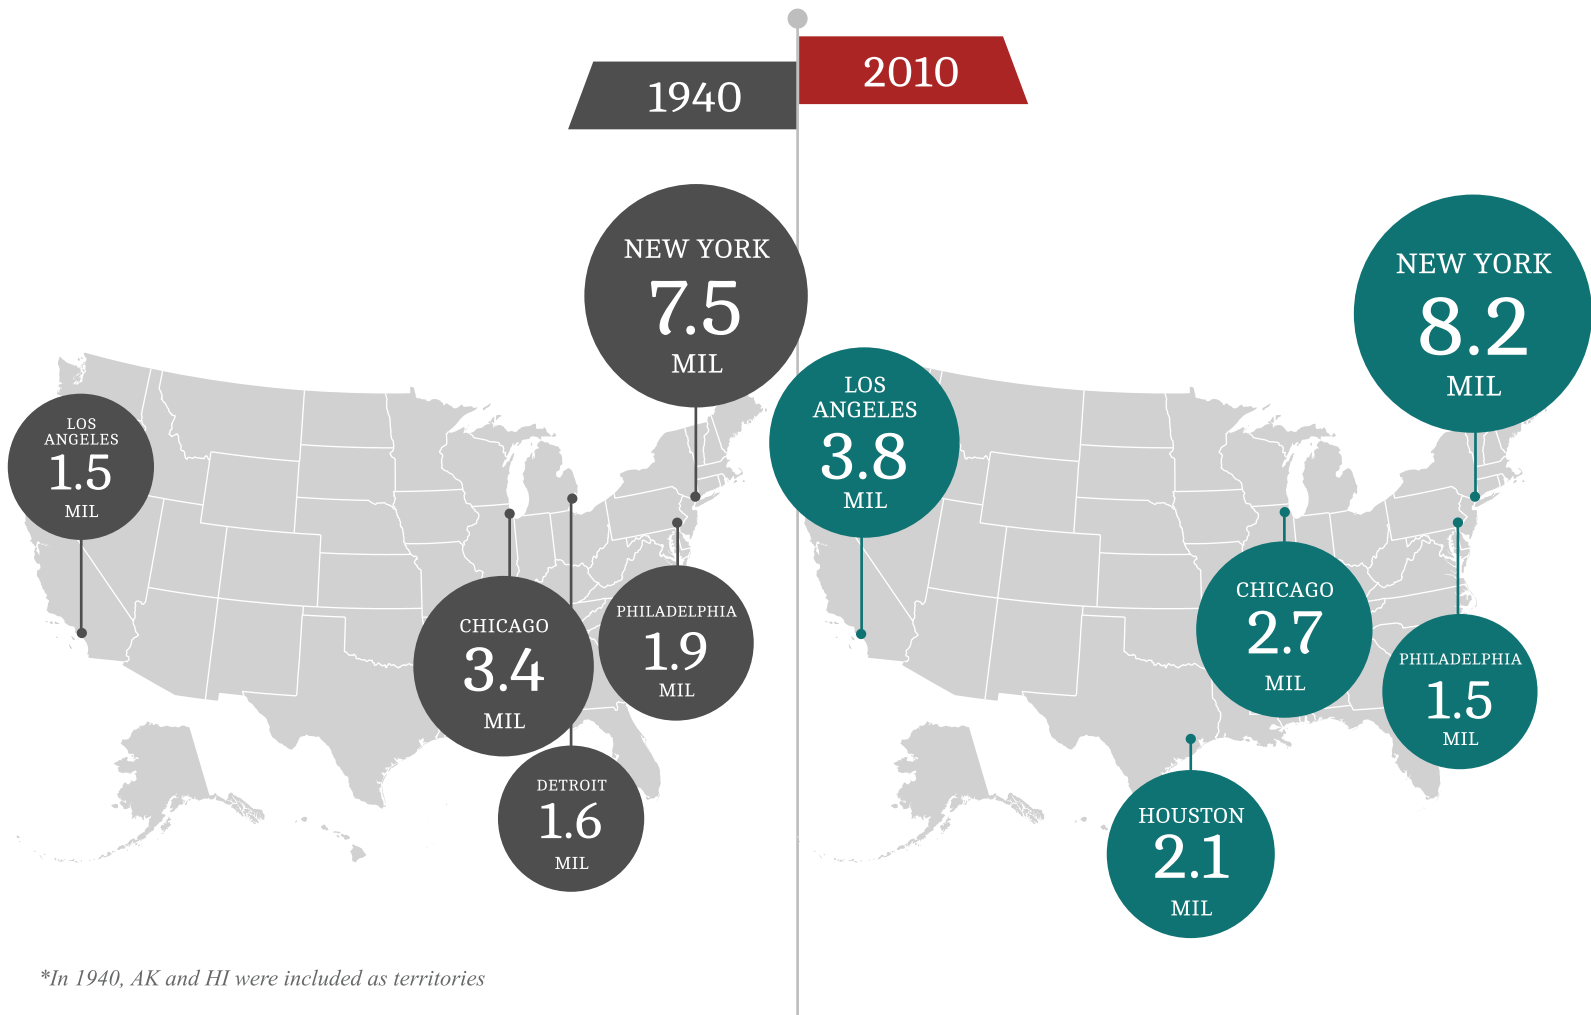 1940
2010
NEW YORK
7.5
MIL
LOS
ANGELES
1.5
MIL
CHICAGO
3.4
MIL
PHILADELPHIA
1.9
MIL
DETROIT
1.6
MIL
NEW YORK
8.2
MIL
LOS
ANGELES
3.8
MIL
CHICAGO
2.7
MIL
PHILADELPHIA
1.5
MIL
HOUSTON
2.1
MIL
*In 1940, AK and HI were included as territories